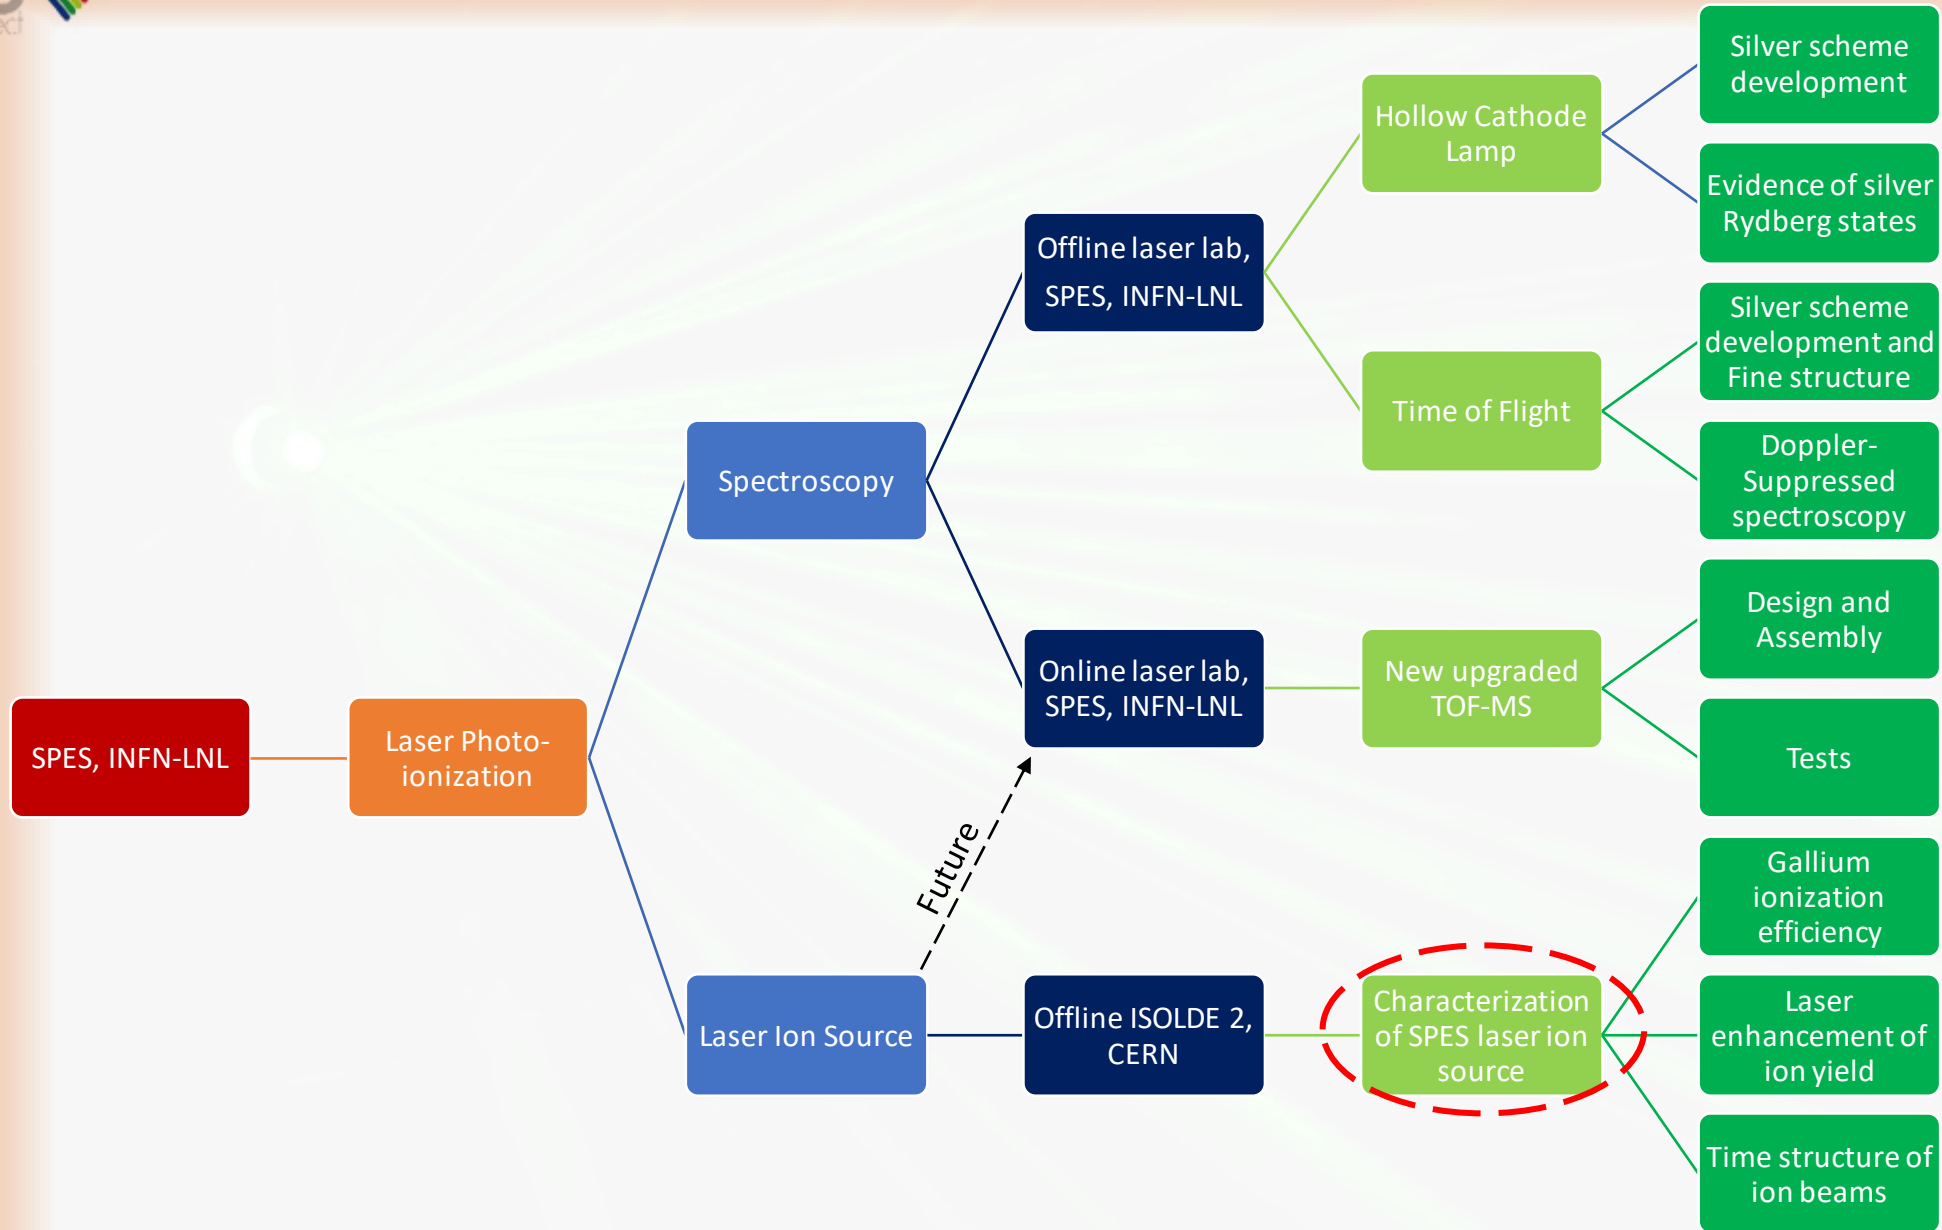 SPES, INFN-LNL
Laser Photo-
ionization
Spectroscopy
Laser Ion Source
Future
Offline laser lab,
SPES, INFN-LNL
Online laser lab,
SPES, INFN-LNL
Offline ISOLDE 2,
CERN
Hollow Cathode
Lamp
Time of Flight
New upgraded
TOF-MS
Characterization
of SPES laser ion
source
Silver scheme
development
Evidence of silver
Rydberg states
Silver scheme
development and
Fine structure
Doppler-
Suppressed
spectroscopy
Design and
Assembly
Tests
Gallium
ionization
efficiency
Laser
enhancement of
ion yield
Time structure of
ion beams